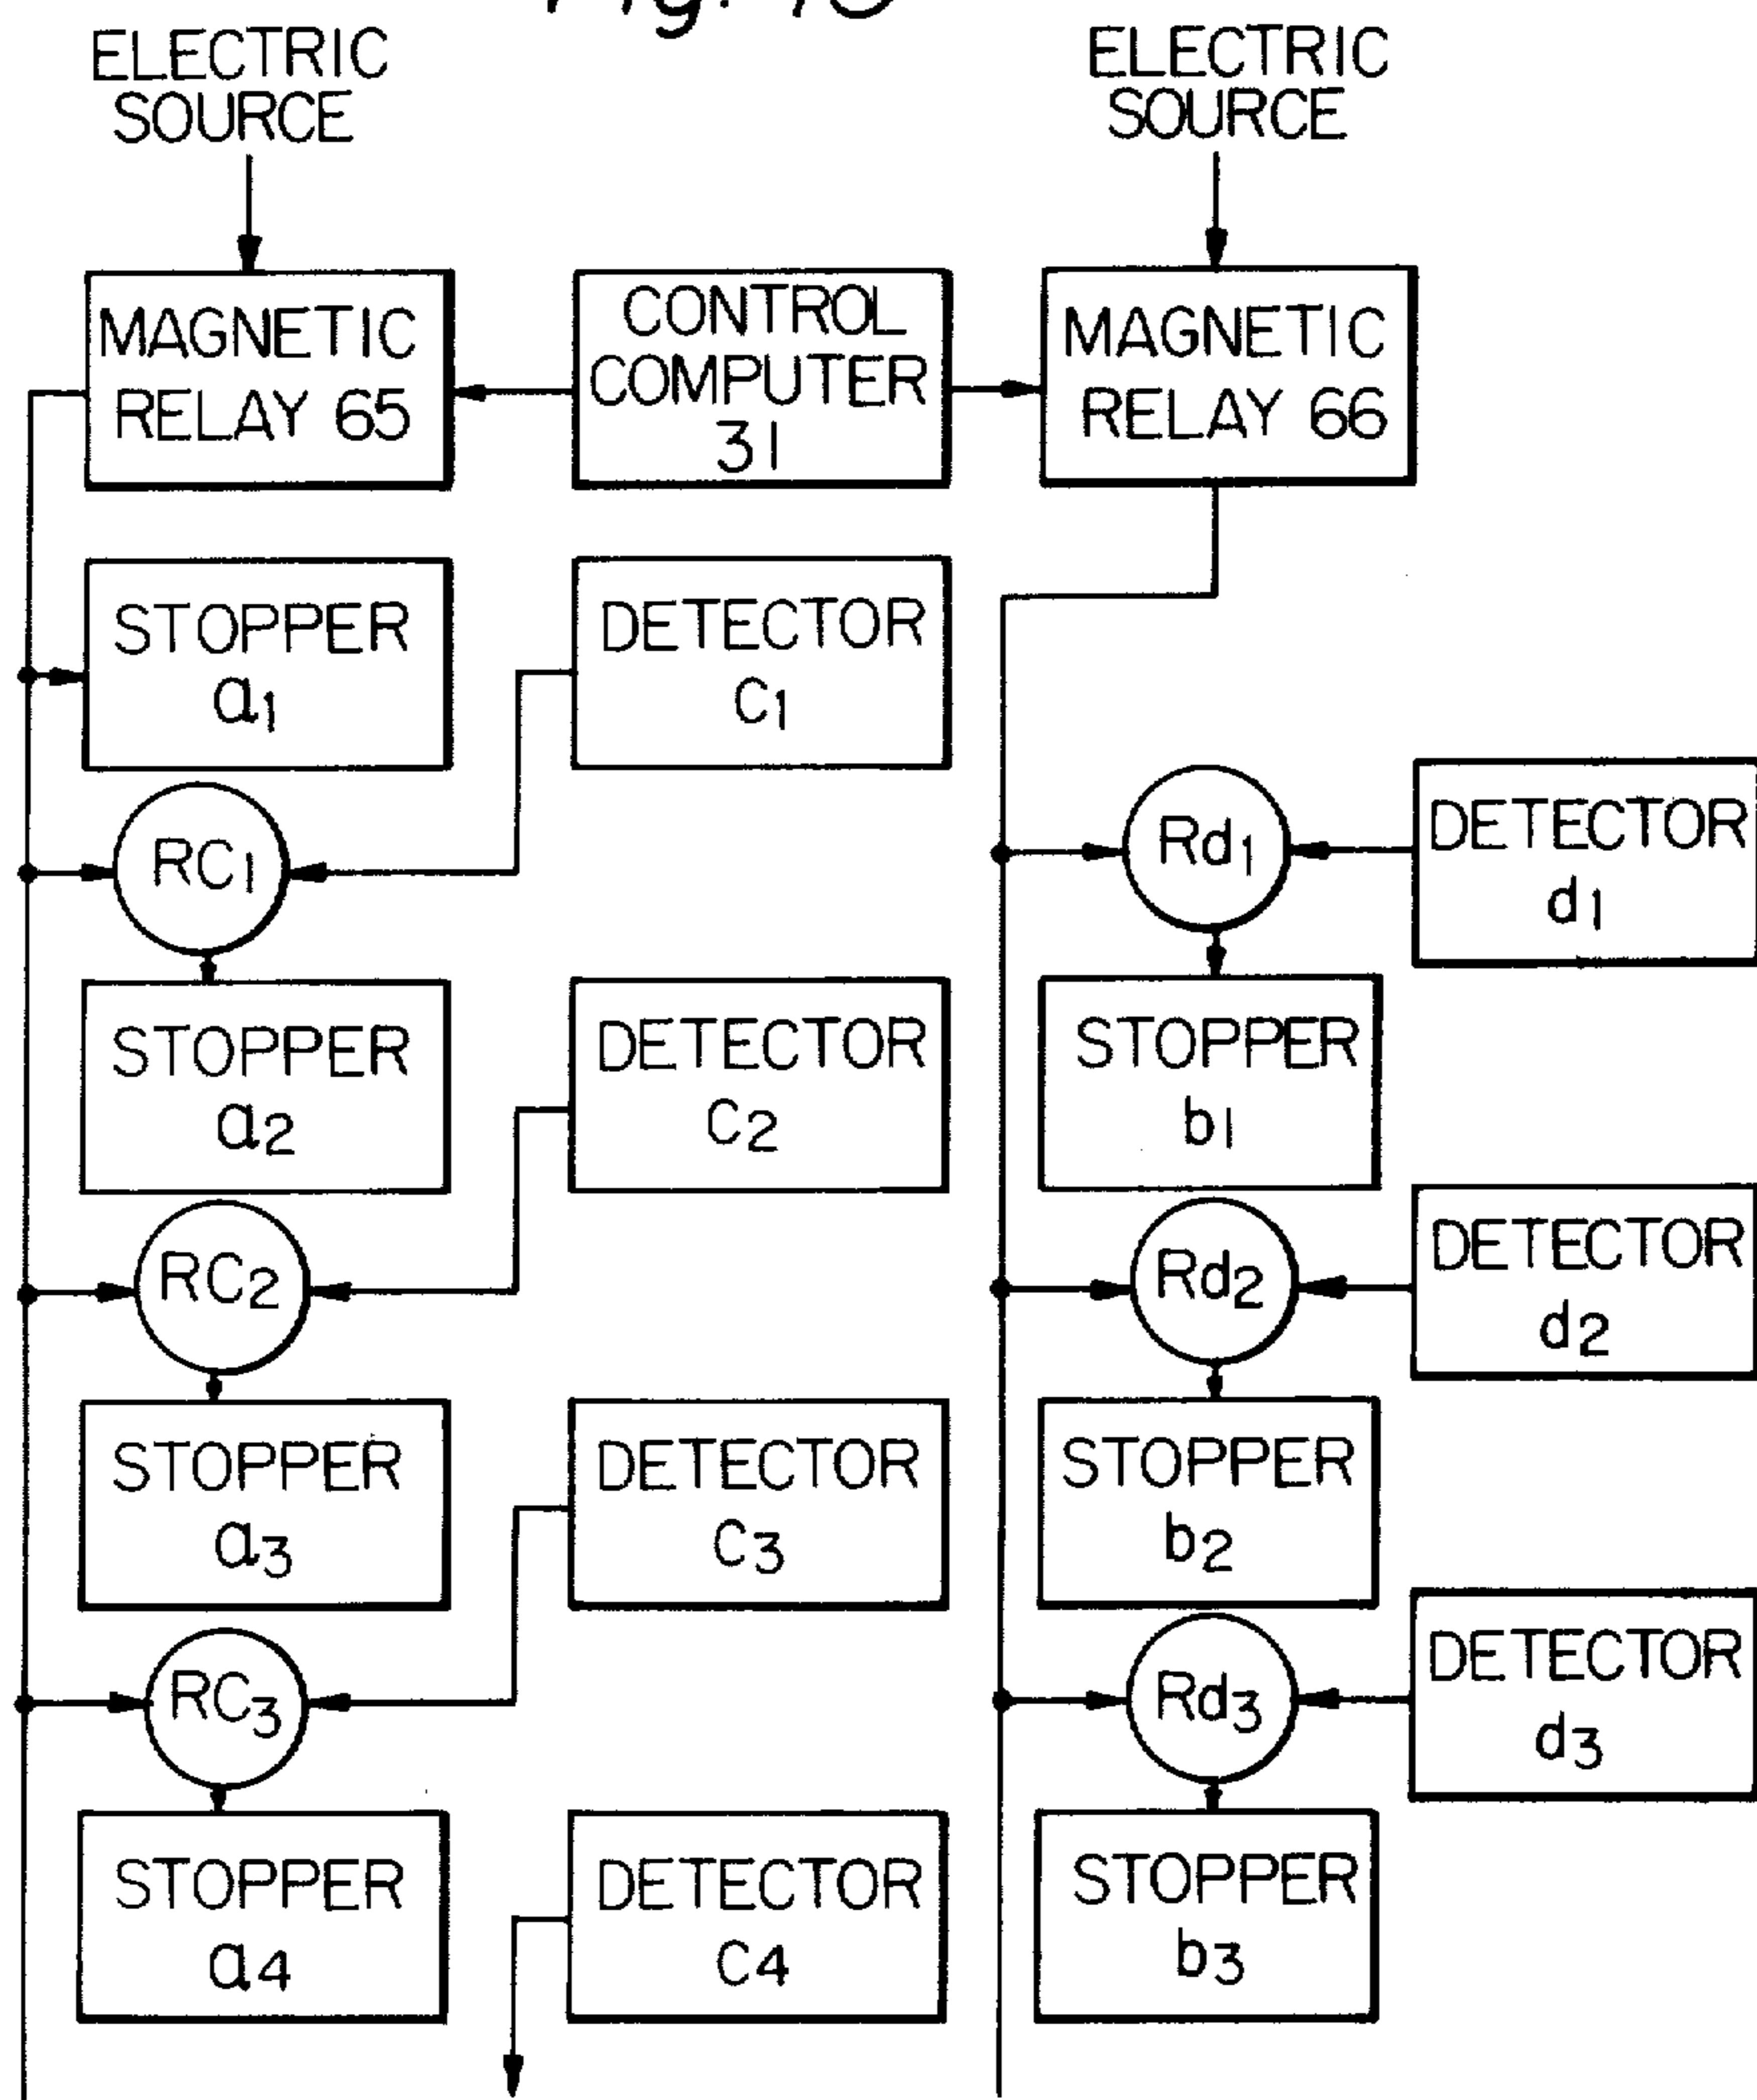 ELECTRIC
SOURCE
ELECTRIC
SOURCE
MAGNETIC
RELAY 65
CONTROL
COMPUTER
31
MAGNETIC
RELAY 66
STOPPER
a1
DETECTOR
C1
RC1
Rd1
DETECTOR
d1
STOPPER
a2
DETECTOR
C2
STOPPER
b1
RC2
Rd2
DETECTOR
d2
STOPPER
a3
DETECTOR
C3
STOPPER
b2
RC3
Rd3
DETECTOR
d3
STOPPER
a4
DETECTOR
C4
STOPPER
b3